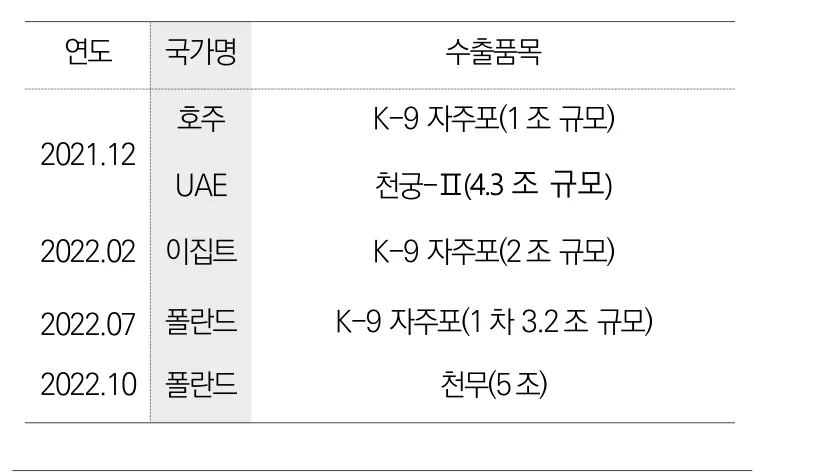 연도 국가명 수출품목
2021.12 호주 K-9 자주포(1조 규모)
UAE 천궁-Ⅱ(4.3조 규모)
2022.02 이집트 K-9 자주포(2조 규모)
2022.07 폴란드 K-9 자주포(1차 3.2조 규모)
2022.10 폴란드 천무(5조)